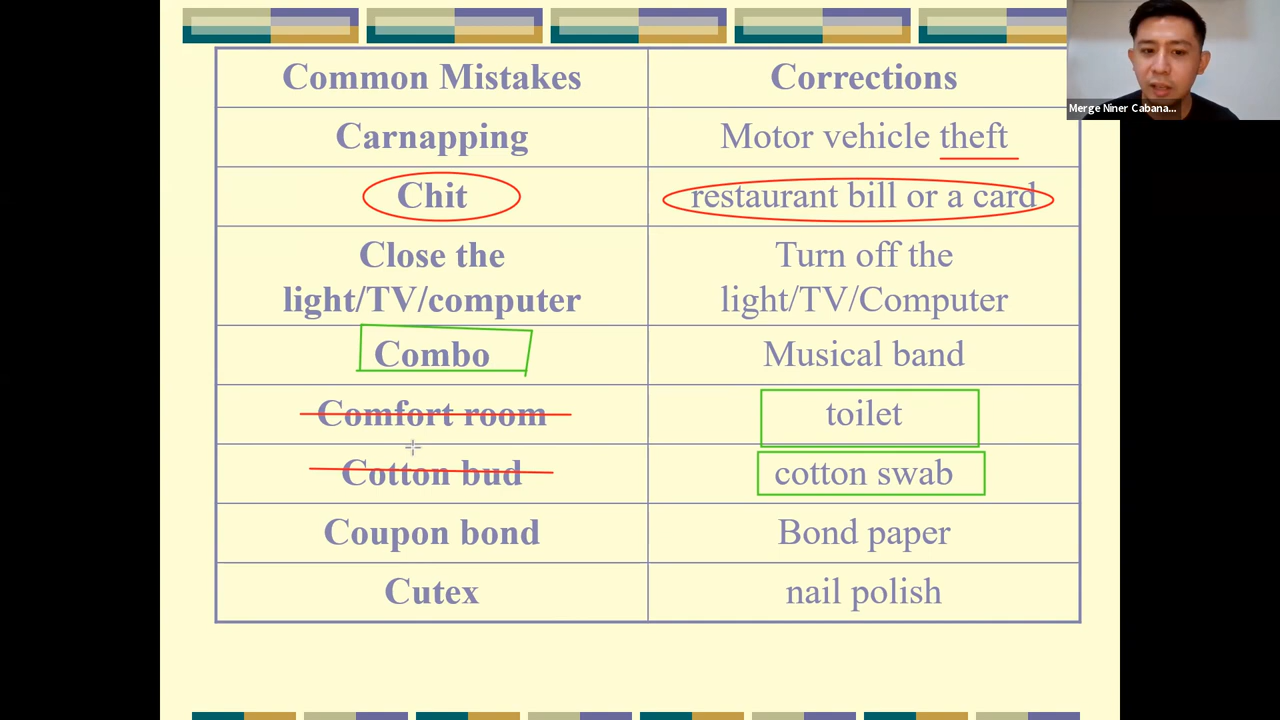 Common Mistakes Corrections
Merge Niner Cabana...
Carnapping Motor vehicle theft
Chit restaurant bill or a card
Close the Turn off the
light/TV/computer light/TV/Computer
Combo Musical band
Comfort room toilet
Cotton bud cotton swab
Coupon bond Bond paper
Cutex nail polish